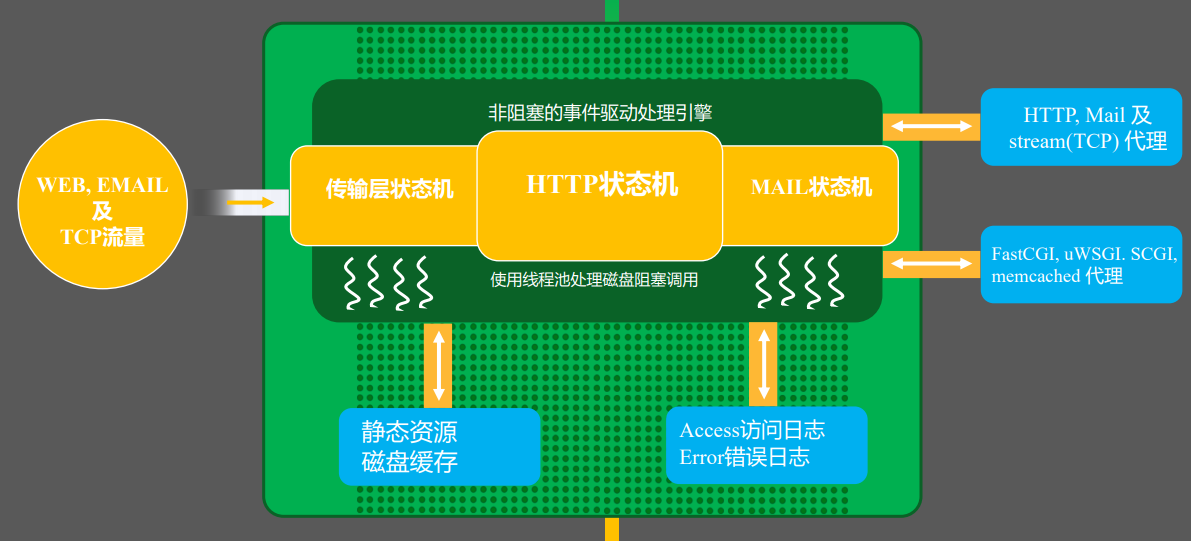 非阻塞的事件驱动处理引擎
WEB, EMAIL
及
TCP流量
传输层状态机
HTTP状态机
MAIL状态机
使用线程池处理磁盘阻塞调用
HTTP, Mail 及
stream(TCP) 代理
FastCGI, uWSGI. SCGI,
memcached 代理
静态资源
磁盘缓存
Access访问日志
Error错误日志